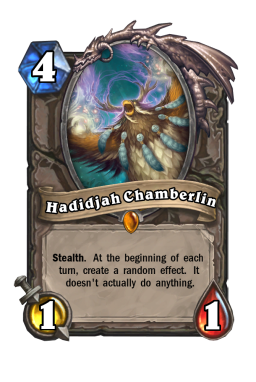 4
Hadidjah Chamberlin
Stealth. At the beginning of each
turn, create a random effect. It
doesn't actually do anything.
1
1